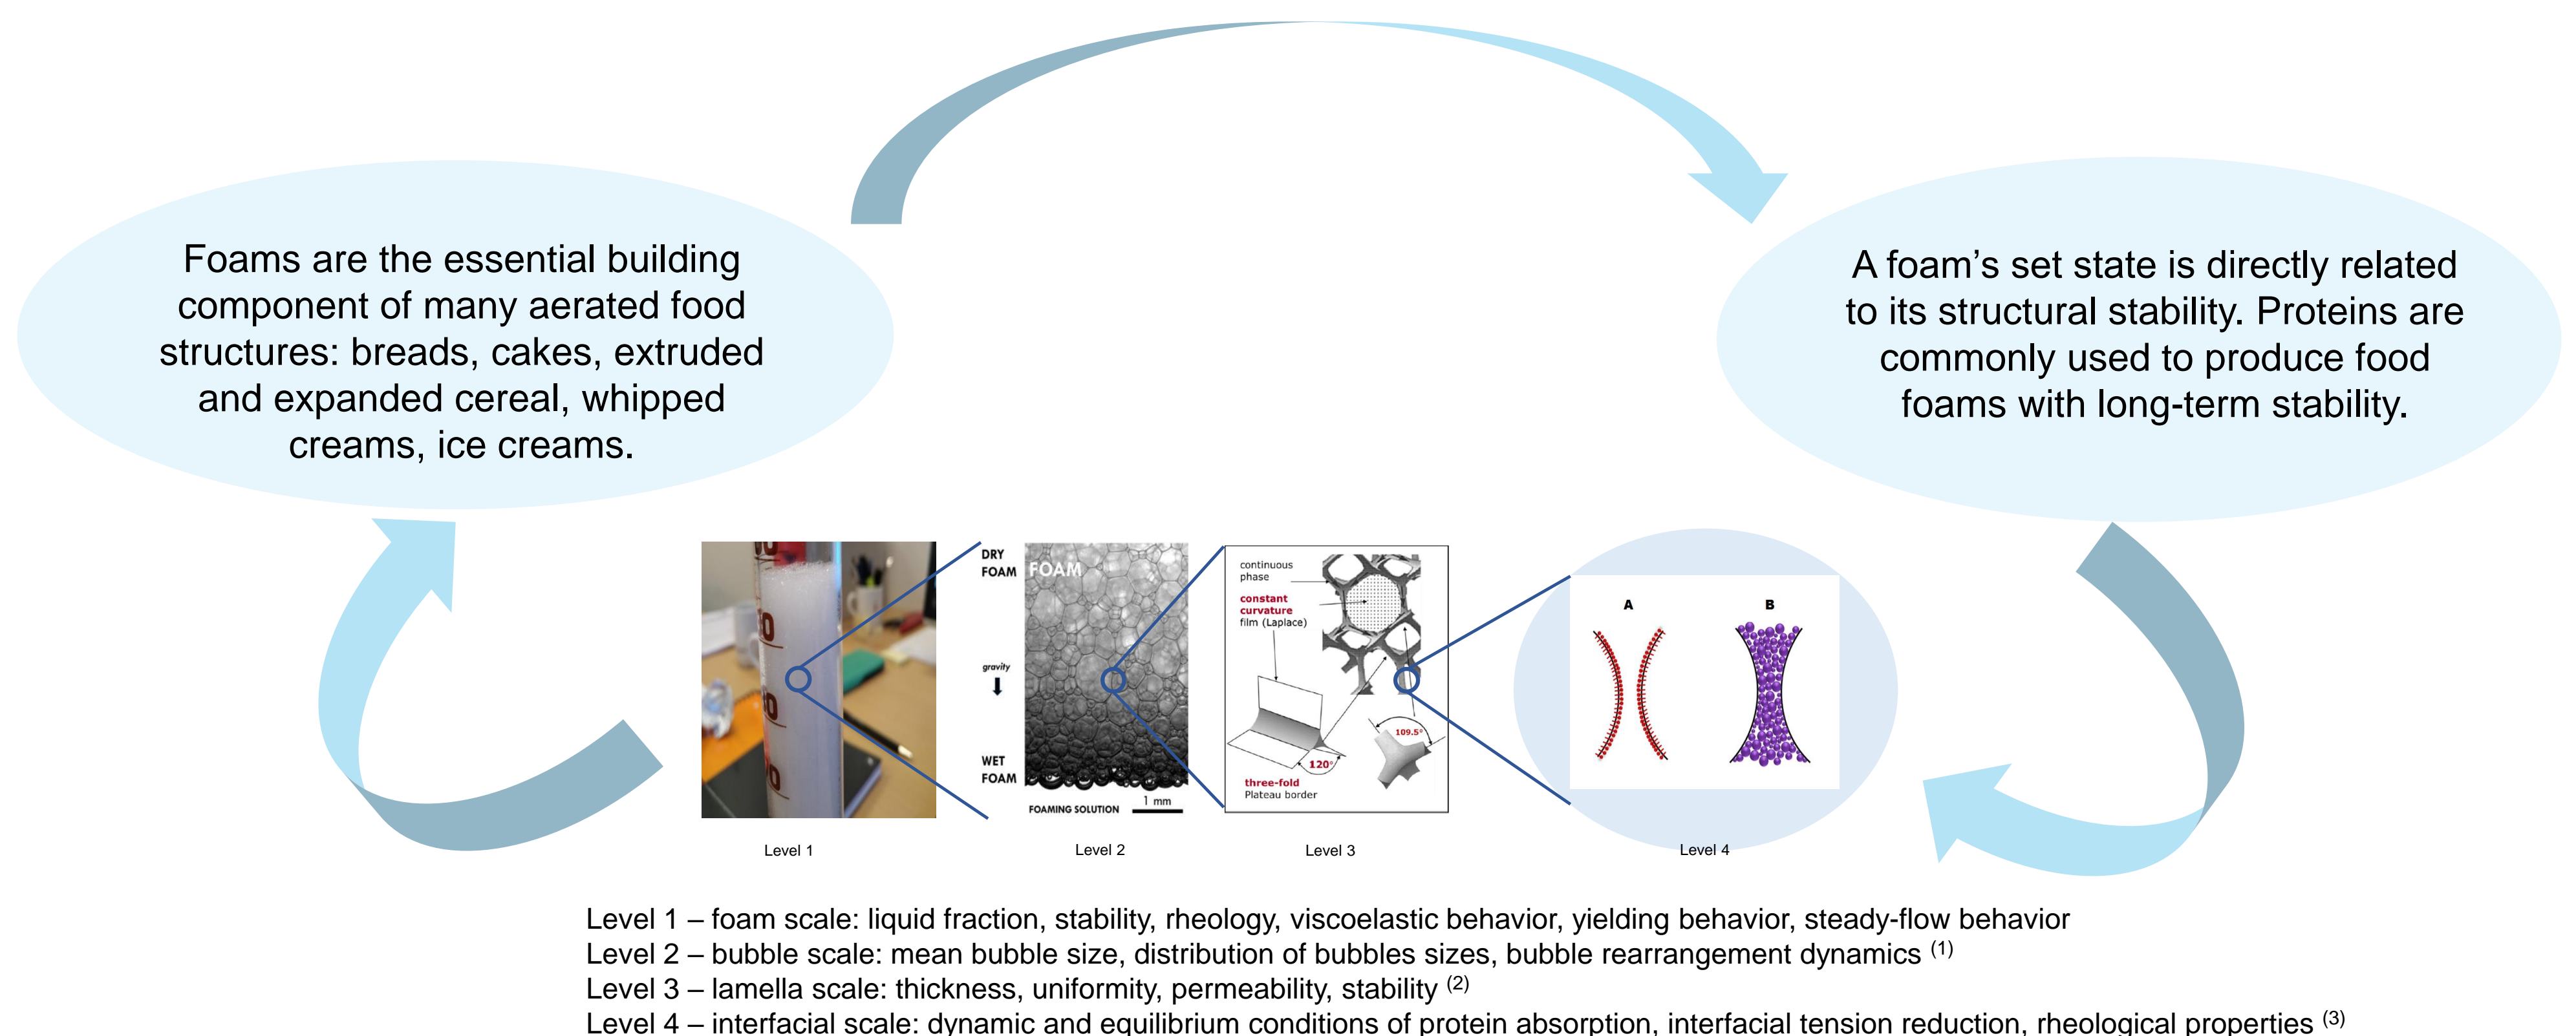 Foams are the essential building
component of many aerated food
structures: breads, cakes, extruded
and expanded cereal, whipped
creams, ice creams.
A foam’s set state is directly related
to its structural stability. Proteins are
commonly used to produce food
foams with long-term stability.
DRY
FOAM
FOAM
gravity
WET
FOAM
FOAMING SOLUTION
1 mm
continuous
phase
constant
curvature
film (Laplace)
120°
109.5°
three-fold
Plateau border
A
B
Level 1
Level 2
Level 3
Level 4
Level 1 – foam scale: liquid fraction, stability, rheology, viscoelastic behavior, yielding behavior, steady-flow behavior
Level 2 – bubble scale: mean bubble size, distribution of bubbles sizes, bubble rearrangement dynamics (1)
Level 3 – lamella scale: thickness, uniformity, permeability, stability (2)
Level 4 – interfacial scale: dynamic and equilibrium conditions of protein absorption, interfacial tension reduction, rheological properties (3)